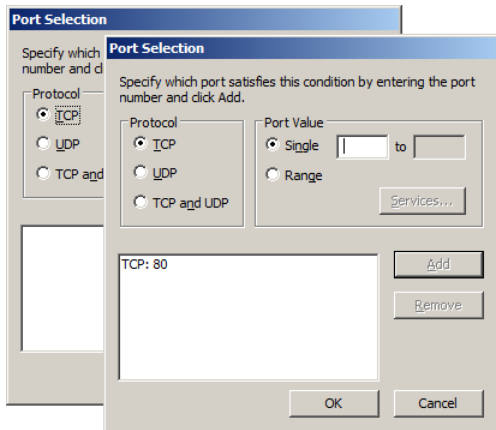 Port Selection
Specify which
number and cl
Protocol
TCP
UDP
TCP and
Port Selection
Specify which port satisfies this condition by entering the port
number and click Add.
Protocol
TCP
UDP
TCP and UDP
Port Value
Single to
Range
Services...
TCP: 80
Add
Remove
OK
Cancel